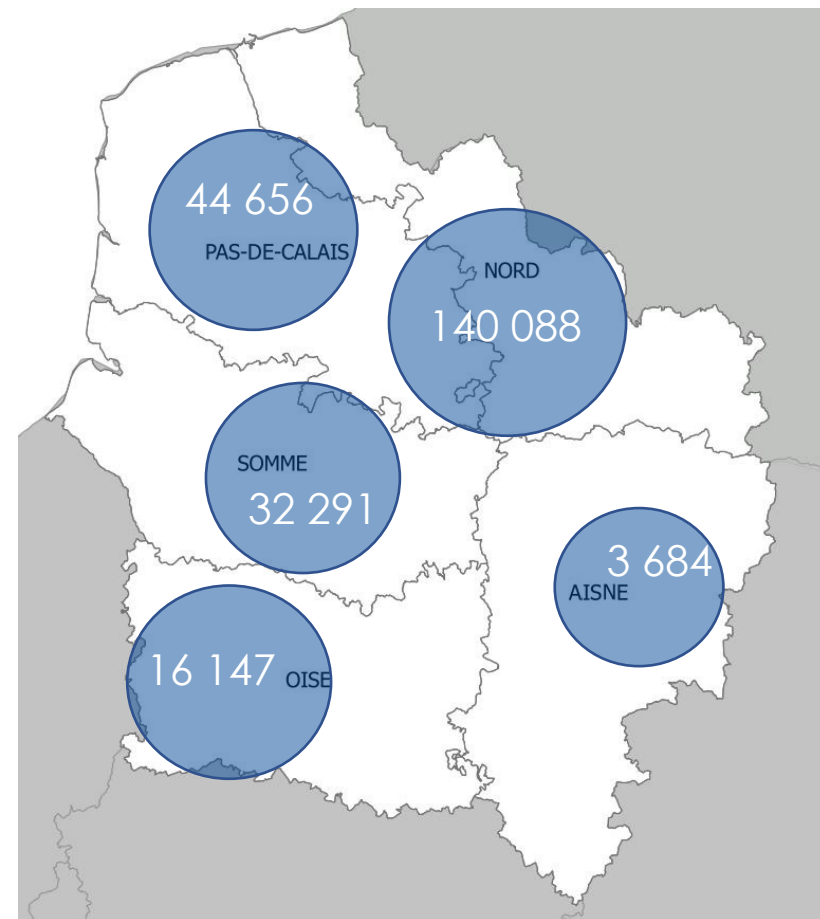 44 656
PAS-DE-CALAIS
NORD
140 088
SOMME
32 291
3 684
AISNE
16 147 OISE